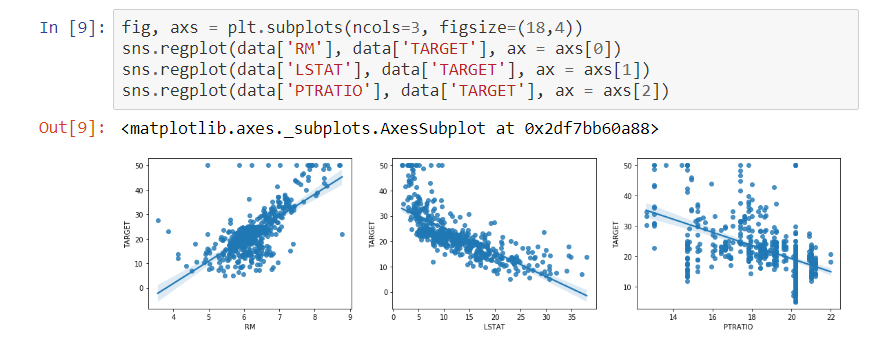 In [9]: fig, axs = plt.subplots(ncols=3, figsize=(18,4))
sns.regplot(data['RM'], data['TARGET'], ax = axs[0])
sns.regplot(data['LSTAT'], data['TARGET'], ax = axs[1])
sns.regplot(data['PTRATIO'], data['TARGET'], ax = axs[2])
Out[9]: <matplotlib.axes._subplots.AxesSubplot at 0x2df7bb60a88>
50
40
30
20
10
0
TARGET
4 5 6 7 8 9
RM
50
40
30
20
10
0
TARGET
0 5 10 15 20 25 30 35
LSTAT
50
40
30
20
10
TARGET
14 16 18 20 22
PTRATIO